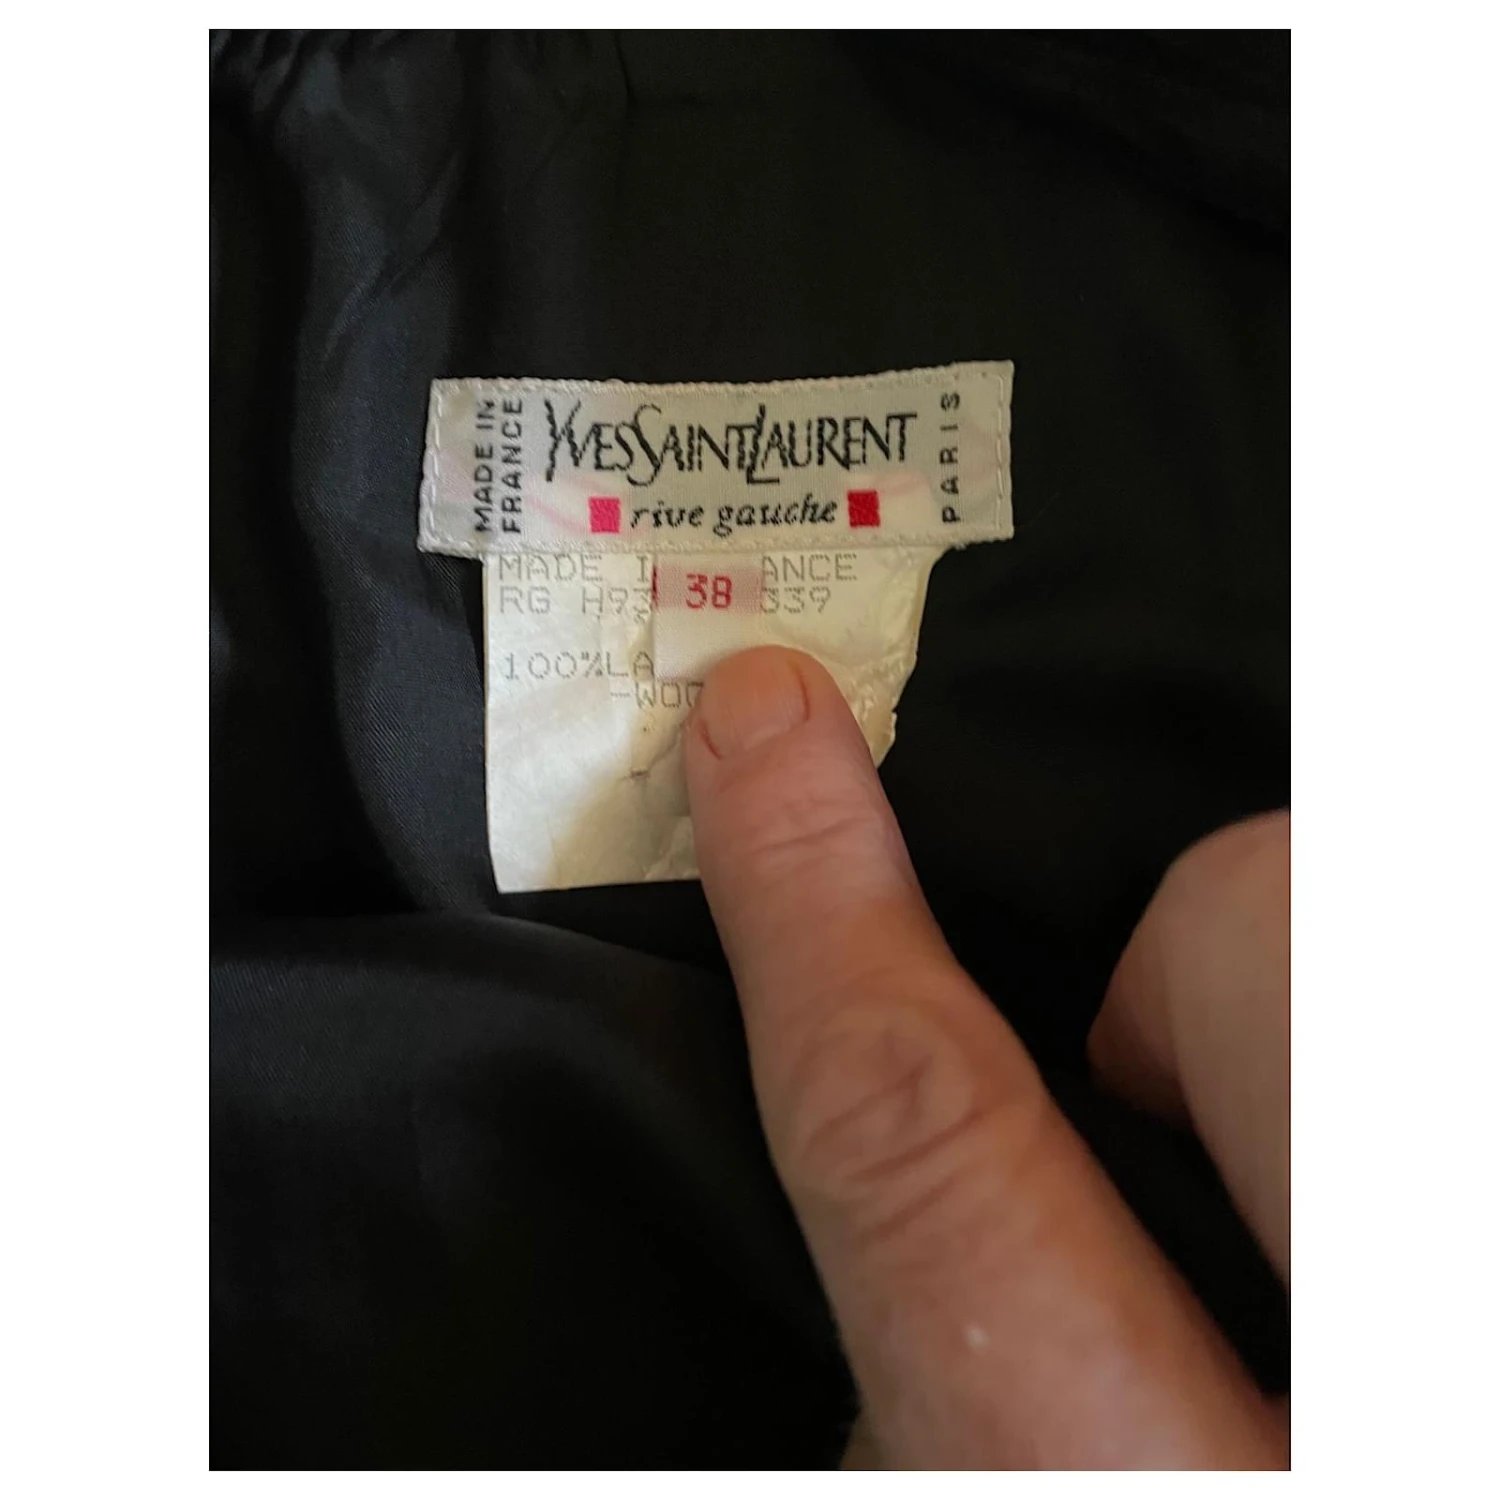 MADE IN
FRANCE
YVES SAINT LAURENT
rive gauche
PARIS
MADE I ANCE
38
RG H93 339
100%LA
-WOO